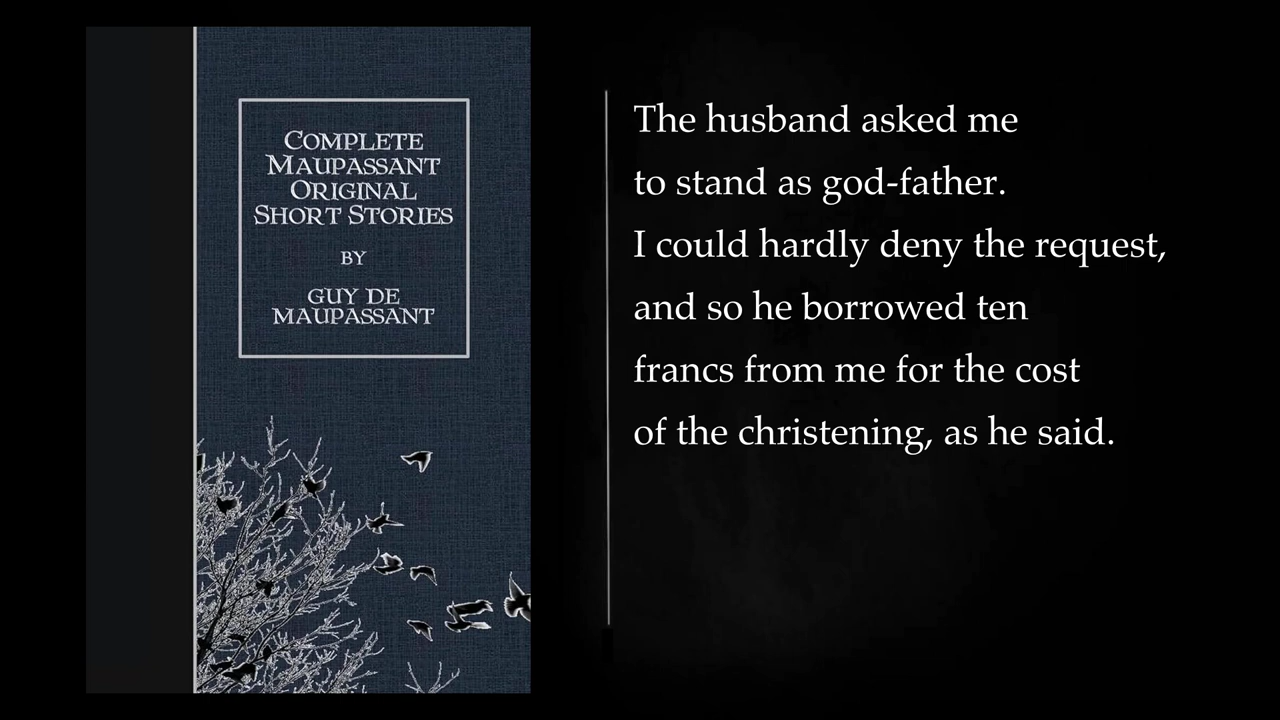 COMPLETE
MAUPASSANT
ORIGINAL
SHORT STORIES
BY
GUY DE
MAUPASSANT
The husband asked me
to stand as god-father.
I could hardly deny the request,
and so he borrowed ten
francs from me for the cost
of the christening, as he said.